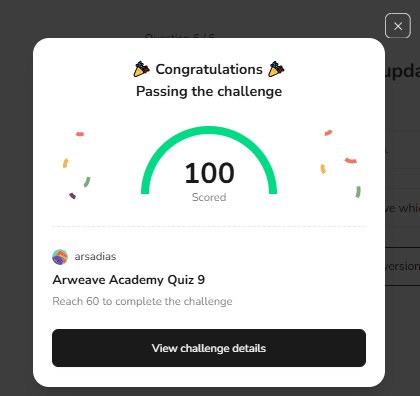 Question 5 / 5
Congratulations
Passing the challenge
100
Scored
arsadias
Arweave Academy Quiz 9
Reach 60 to complete the challenge
View challenge details
upda
ve which
version